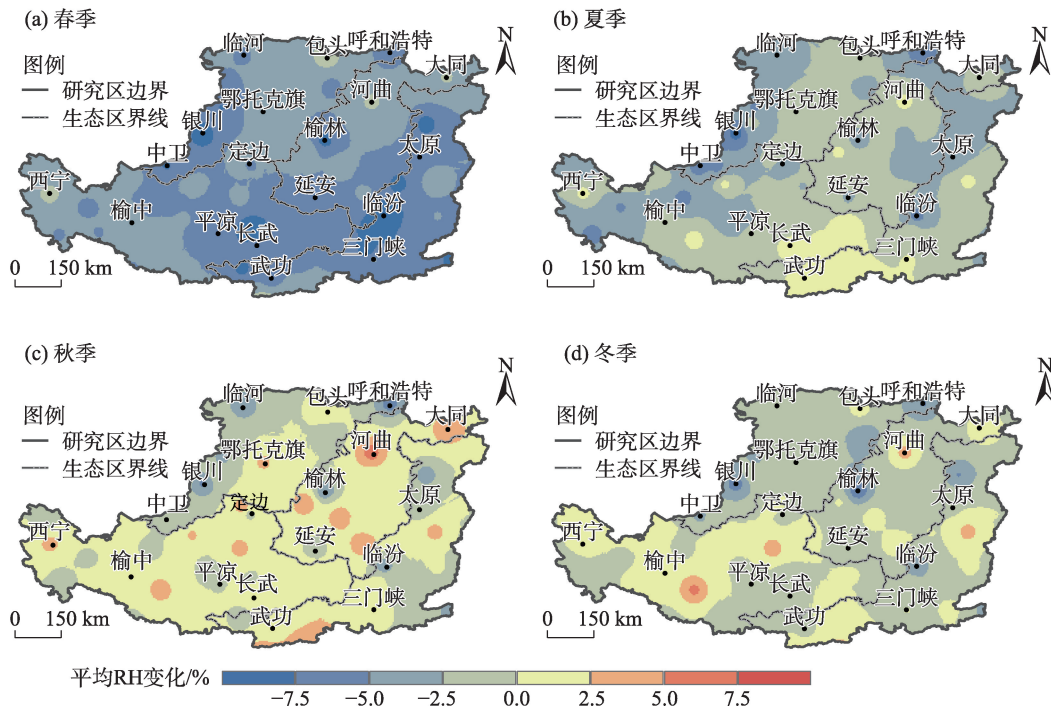 (a) 春季
N
图例
研究区边界
生态区界线
临河
包头
呼和浩特
大同
鄂托克旗
河曲
银川
榆林
太原
中卫
定边
西宁
延安
榆中
平凉
长武
临汾
三门峡
武功
0 150 km
(b) 夏季
N
图例
研究区边界
生态区界线
临河
包头
呼和浩特
大同
鄂托克旗
河曲
银川
榆林
太原
中卫
定边
西宁
延安
榆中
平凉
长武
临汾
三门峡
武功
0 150 km
(c) 秋季
N
图例
研究区边界
生态区界线
临河
包头
呼和浩特
大同
鄂托克旗
河曲
银川
榆林
太原
中卫
定边
西宁
延安
榆中
平凉
长武
临汾
三门峡
武功
0 150 km
(d) 冬季
N
图例
研究区边界
生态区界线
临河
包头
呼和浩特
大同
鄂托克旗
河曲
银川
榆林
太原
中卫
定边
西宁
延安
榆中
平凉
长武
临汾
三门峡
武功
0 150 km
平均RH变化/%
−7.5 −5.0 −2.5 0.0 2.5 5.0 7.5